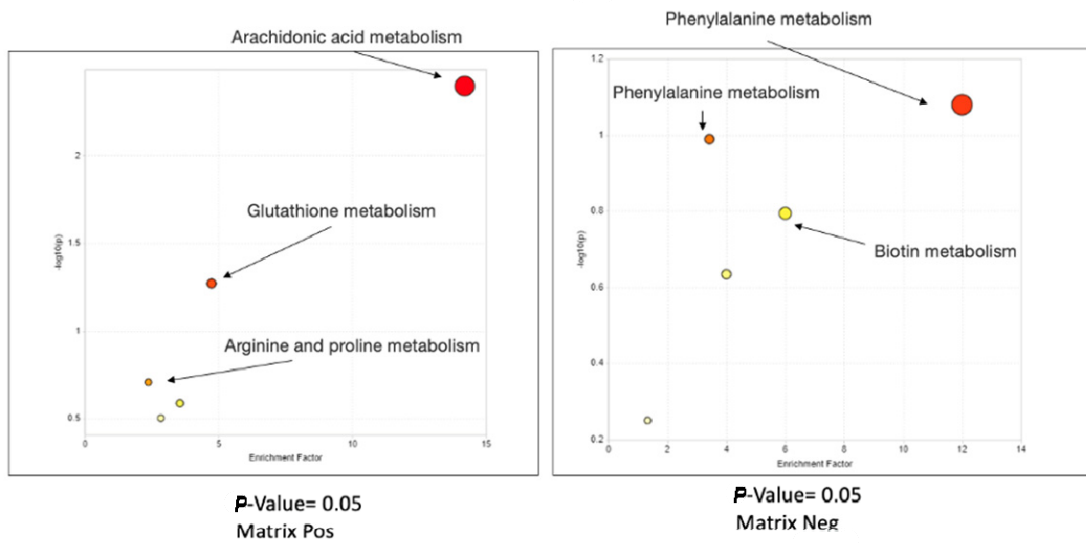 Arachidonic acid metabolism
Glutathione metabolism
Arginine and proline metabolism
2
1.5
1
0.5
-log10(p)
0 5 10 15
Enrichment Factor
P-Value= 0.05
Matrix Pos
Phenylalanine metabolism
Phenylalanine metabolism
Biotin metabolism
1.2
1
0.8
0.6
0.4
0.2
-log10(p)
0 2 4 6 8 10 12 14
Enrichment Factor
P-Value= 0.05
Matrix Neg